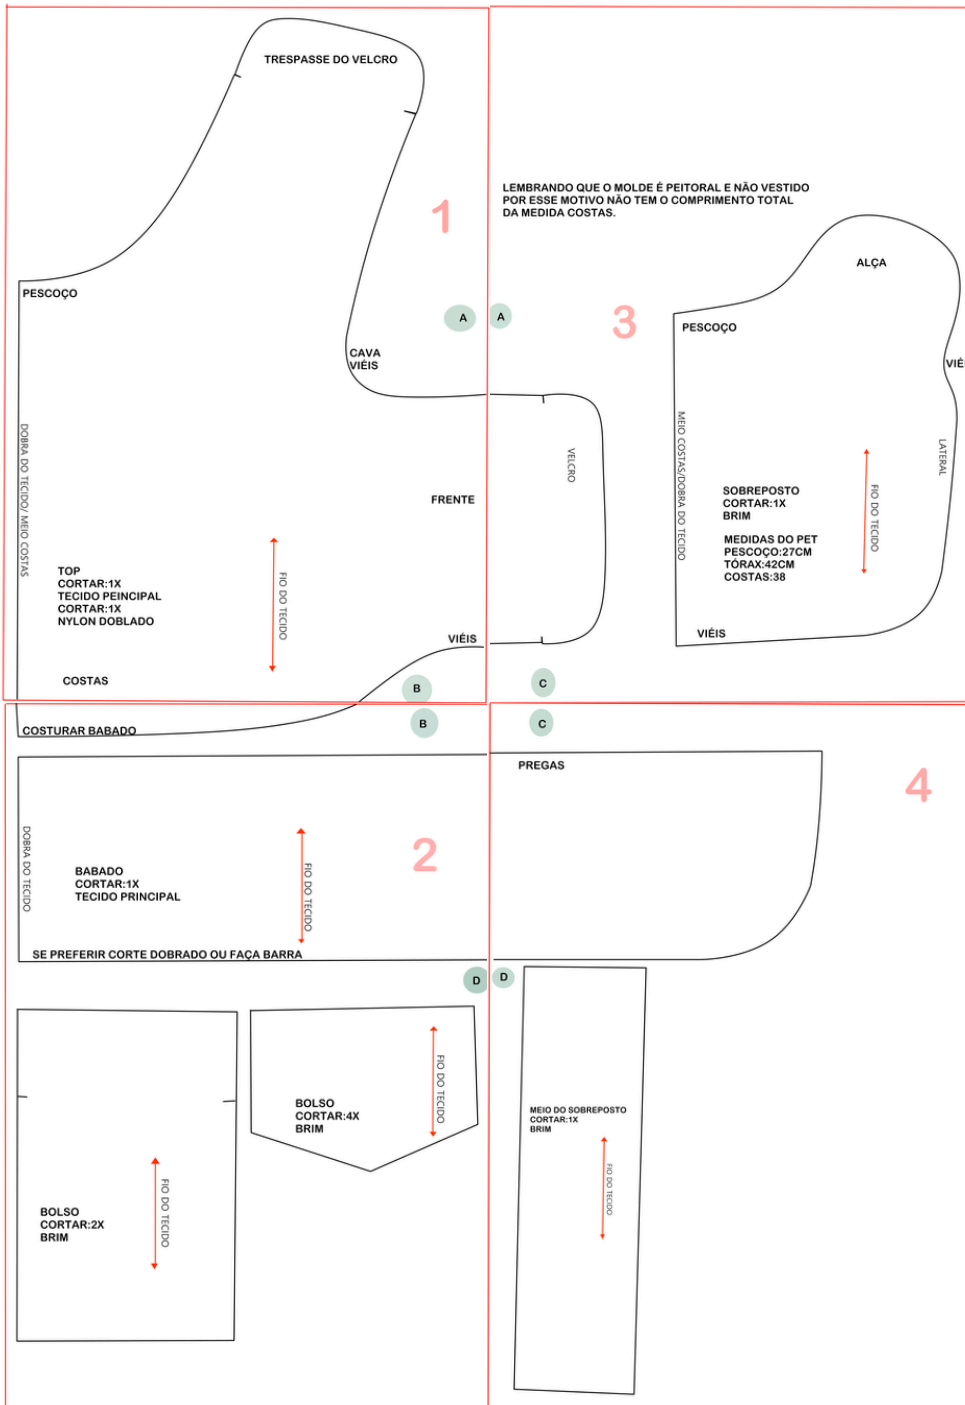 TRESPASSE DO VELCRO
1
PESCOÇO
A
CAVA
VIÉIS
DOBRA DO TECIDO/ MEIO COSTAS
FRENTE
TOP
CORTAR:1X
TECIDO PEINCIPAL
CORTAR:1X
NYLON DOBLADO
FIO DO TECIDO
VIÉIS
COSTAS
B
LEMBRANDO QUE O MOLDE É PEITORAL E NÃO VESTIDO
POR ESSE MOTIVO NÃO TEM O COMPRIMENTO TOTAL
DA MEDIDA COSTAS.
ALÇA
A
3
PESCOÇO
VIÉ
MEIO COSTAS/DOBRA DO TECIDO
LATERAL
VELCRO
SOBREPOSTO
CORTAR:1X
BRIM
MEDIDAS DO PET
PESCOÇO:27CM
TÓRAX:42CM
COSTAS:38
FIO DO TECIDO
VIÉIS
C
B
COSTURAR BABADO
2
DOBRA DO TECIDO
BABADO
CORTAR:1X
TECIDO PRINCIPAL
FIO DO TECIDO
SE PREFERIR CORTE DOBRADO OU FAÇA BARRA
D
BOLSO
CORTAR:4X
BRIM
FIO DO TECIDO
BOLSO
CORTAR:2X
BRIM
FIO DO TECIDO
C
PREGAS
4
D
MEIO DO SOBREPOSTO
CORTAR:1X
BRIM
FIO DO TECIDO